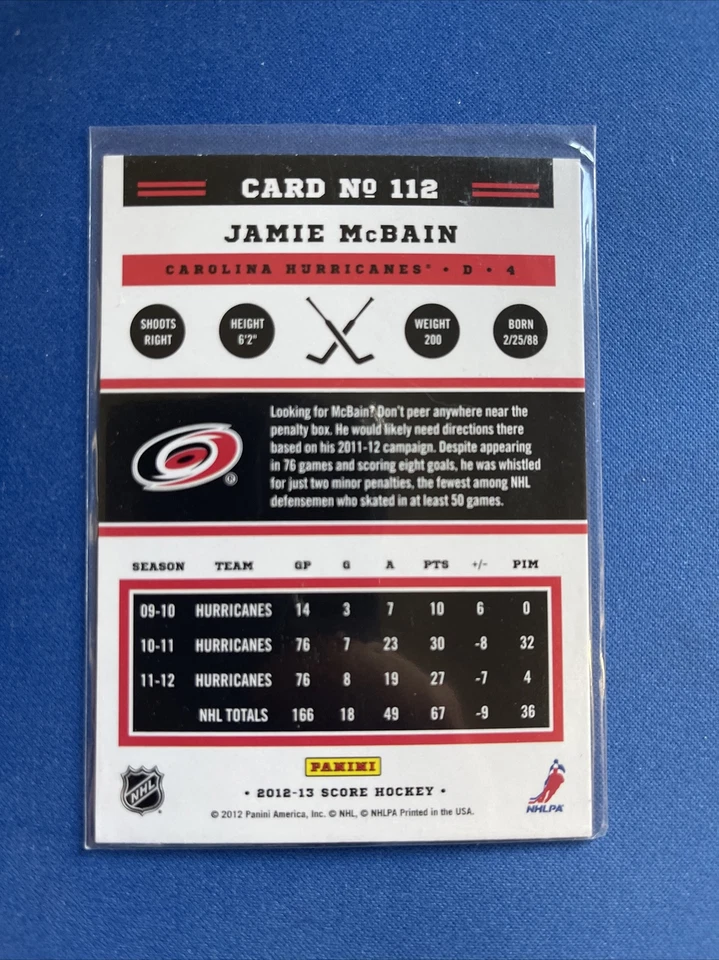 CARD Nº 112
JAMIE McBAIN
CAROLINA HURRICANES® • D • 4
SHOOTS RIGHT
HEIGHT 6'2"
WEIGHT 200
BORN 2/25/88
Looking for McBain? Don't peer anywhere near the
penalty box. He would likely need directions there
based on his 2011-12 campaign. Despite appearing
in 76 games and scoring eight goals, he was whistled
for just two minor penalties, the fewest among NHL
defensemen who skated in at least 50 games.
®
SEASON TEAM GP G A PTS +/- PIM
09-10 HURRICANES 14 3 7 10 6 0
10-11 HURRICANES 76 7 23 30 -8 32
11-12 HURRICANES 76 8 19 27 -7 4
NHL TOTALS 166 18 49 67 -9 36
PANINI
NHL
• 2012-13 SCORE HOCKEY •
NHLPA
© 2012 Panini America, Inc. © NHL, © NHLPA Printed in the USA.